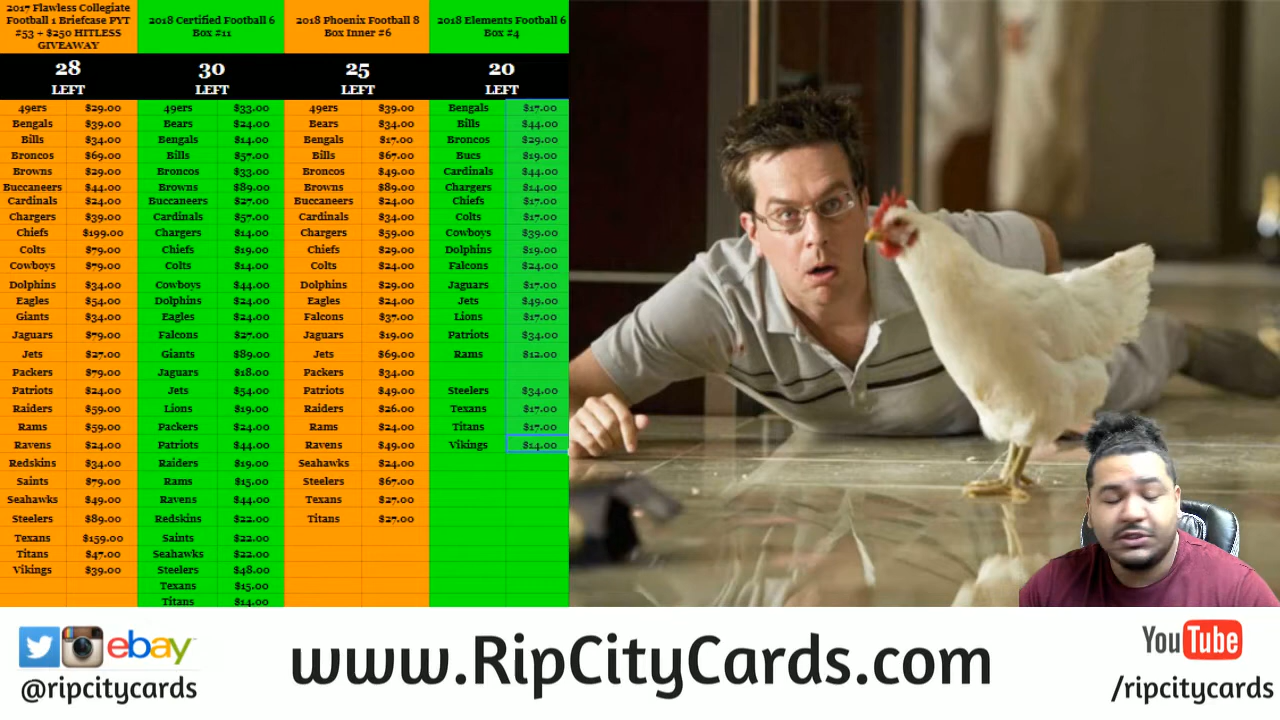 2017 Flawless Collegiate
Football 1 Briefcase PYT
#53 + $250 HITLESS
GIVEAWAY
28
LEFT
49ers $29.00
Bengals $39.00
Bills $34.00
Broncos $69.00
Browns $29.00
Buccaneers $44.00
Cardinals $24.00
Chargers $39.00
Chiefs $199.00
Colts $79.00
Cowboys $79.00
Dolphins $34.00
Eagles $54.00
Giants $34.00
Jaguars $79.00
Jets $27.00
Packers $79.00
Patriots $24.00
Raiders $59.00
Rams $59.00
Ravens $24.00
Redskins $34.00
Saints $79.00
Seahawks $49.00
Steelers $89.00
Texans $159.00
Titans $47.00
Vikings $39.00
2018 Certified Football 6
Box #11
30
LEFT
49ers $33.00
Bears $24.00
Bengals $14.00
Bills $57.00
Broncos $33.00
Browns $89.00
Buccaneers $27.00
Cardinals $57.00
Chargers $14.00
Chiefs $19.00
Colts $14.00
Cowboys $44.00
Dolphins $24.00
Eagles $24.00
Falcons $27.00
Giants $89.00
Jaguars $18.00
Jets $54.00
Lions $19.00
Packers $24.00
Patriots $44.00
Raiders $19.00
Rams $15.00
Ravens $44.00
Redskins $22.00
Saints $22.00
Seahawks $22.00
Steelers $48.00
Texans $15.00
Titans $14.00
2018 Phoenix Football 8
Box Inner #6
25
LEFT
49ers $39.00
Bears $34.00
Bengals $17.00
Bills $67.00
Broncos $49.00
Browns $89.00
Buccaneers $24.00
Cardinals $34.00
Chargers $59.00
Chiefs $29.00
Colts $24.00
Dolphins $29.00
Eagles $24.00
Falcons $37.00
Jaguars $19.00
Jets $69.00
Packers $34.00
Patriots $49.00
Raiders $26.00
Rams $24.00
Ravens $49.00
Seahawks $24.00
Steelers $67.00
Texans $27.00
Titans $27.00
2018 Elements Football 6
Box #4
20
LEFT
Bengals $17.00
Bills $44.00
Broncos $29.00
Bucs $19.00
Cardinals $44.00
Chargers $14.00
Chiefs $17.00
Colts $17.00
Cowboys $39.00
Dolphins $19.00
Falcons $24.00
Jaguars $17.00
Jets $49.00
Lions $17.00
Patriots $34.00
Rams $12.00
Steelers $34.00
Texans $17.00
Titans $17.00
Vikings $14.00
ebay
@ripcitycards
www.RipCityCards.com
YouTube
/ripcitycards